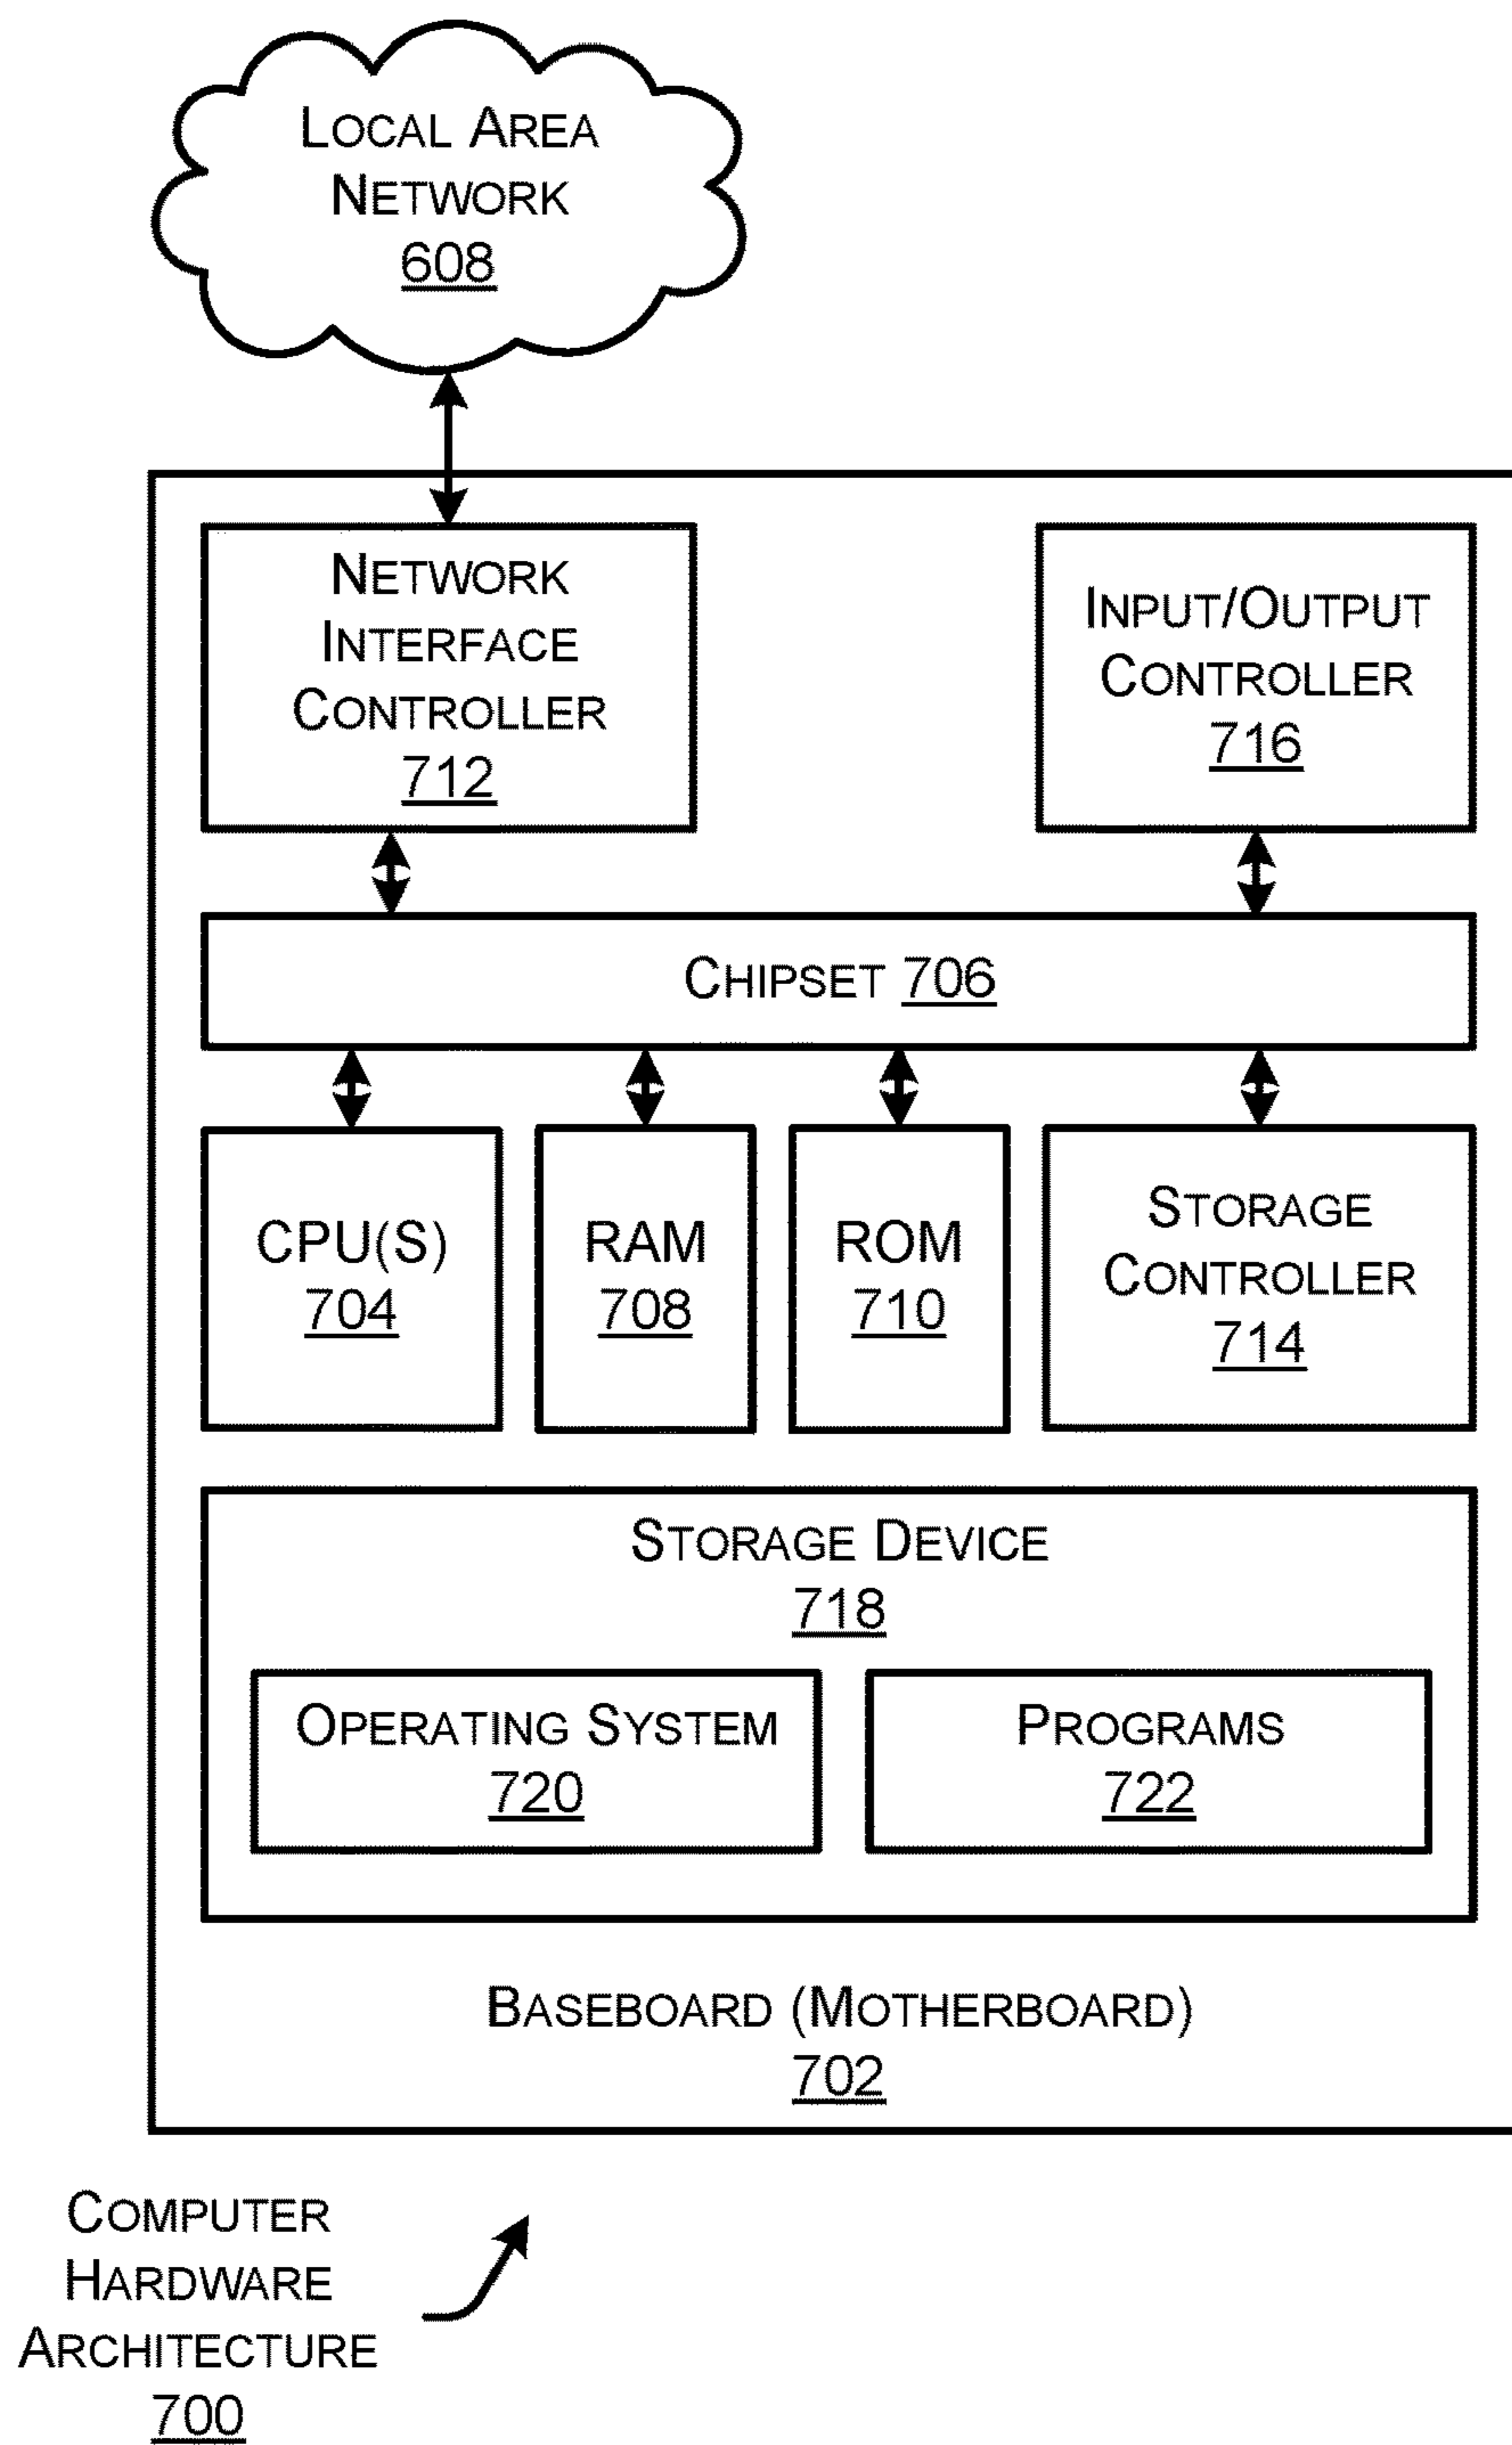 LOCAL AREA
NETWORK
608
NETWORK
INTERFACE
CONTROLLER
712
INPUT/OUTPUT
CONTROLLER
716
CHIPSET 706
CPU(S)
704
RAM
708
ROM
710
STORAGE
CONTROLLER
714
STORAGE DEVICE
718
OPERATING SYSTEM
720
PROGRAMS
722
BASEBOARD (MOTHERBOARD)
702
COMPUTER
HARDWARE
ARCHITECTURE
700